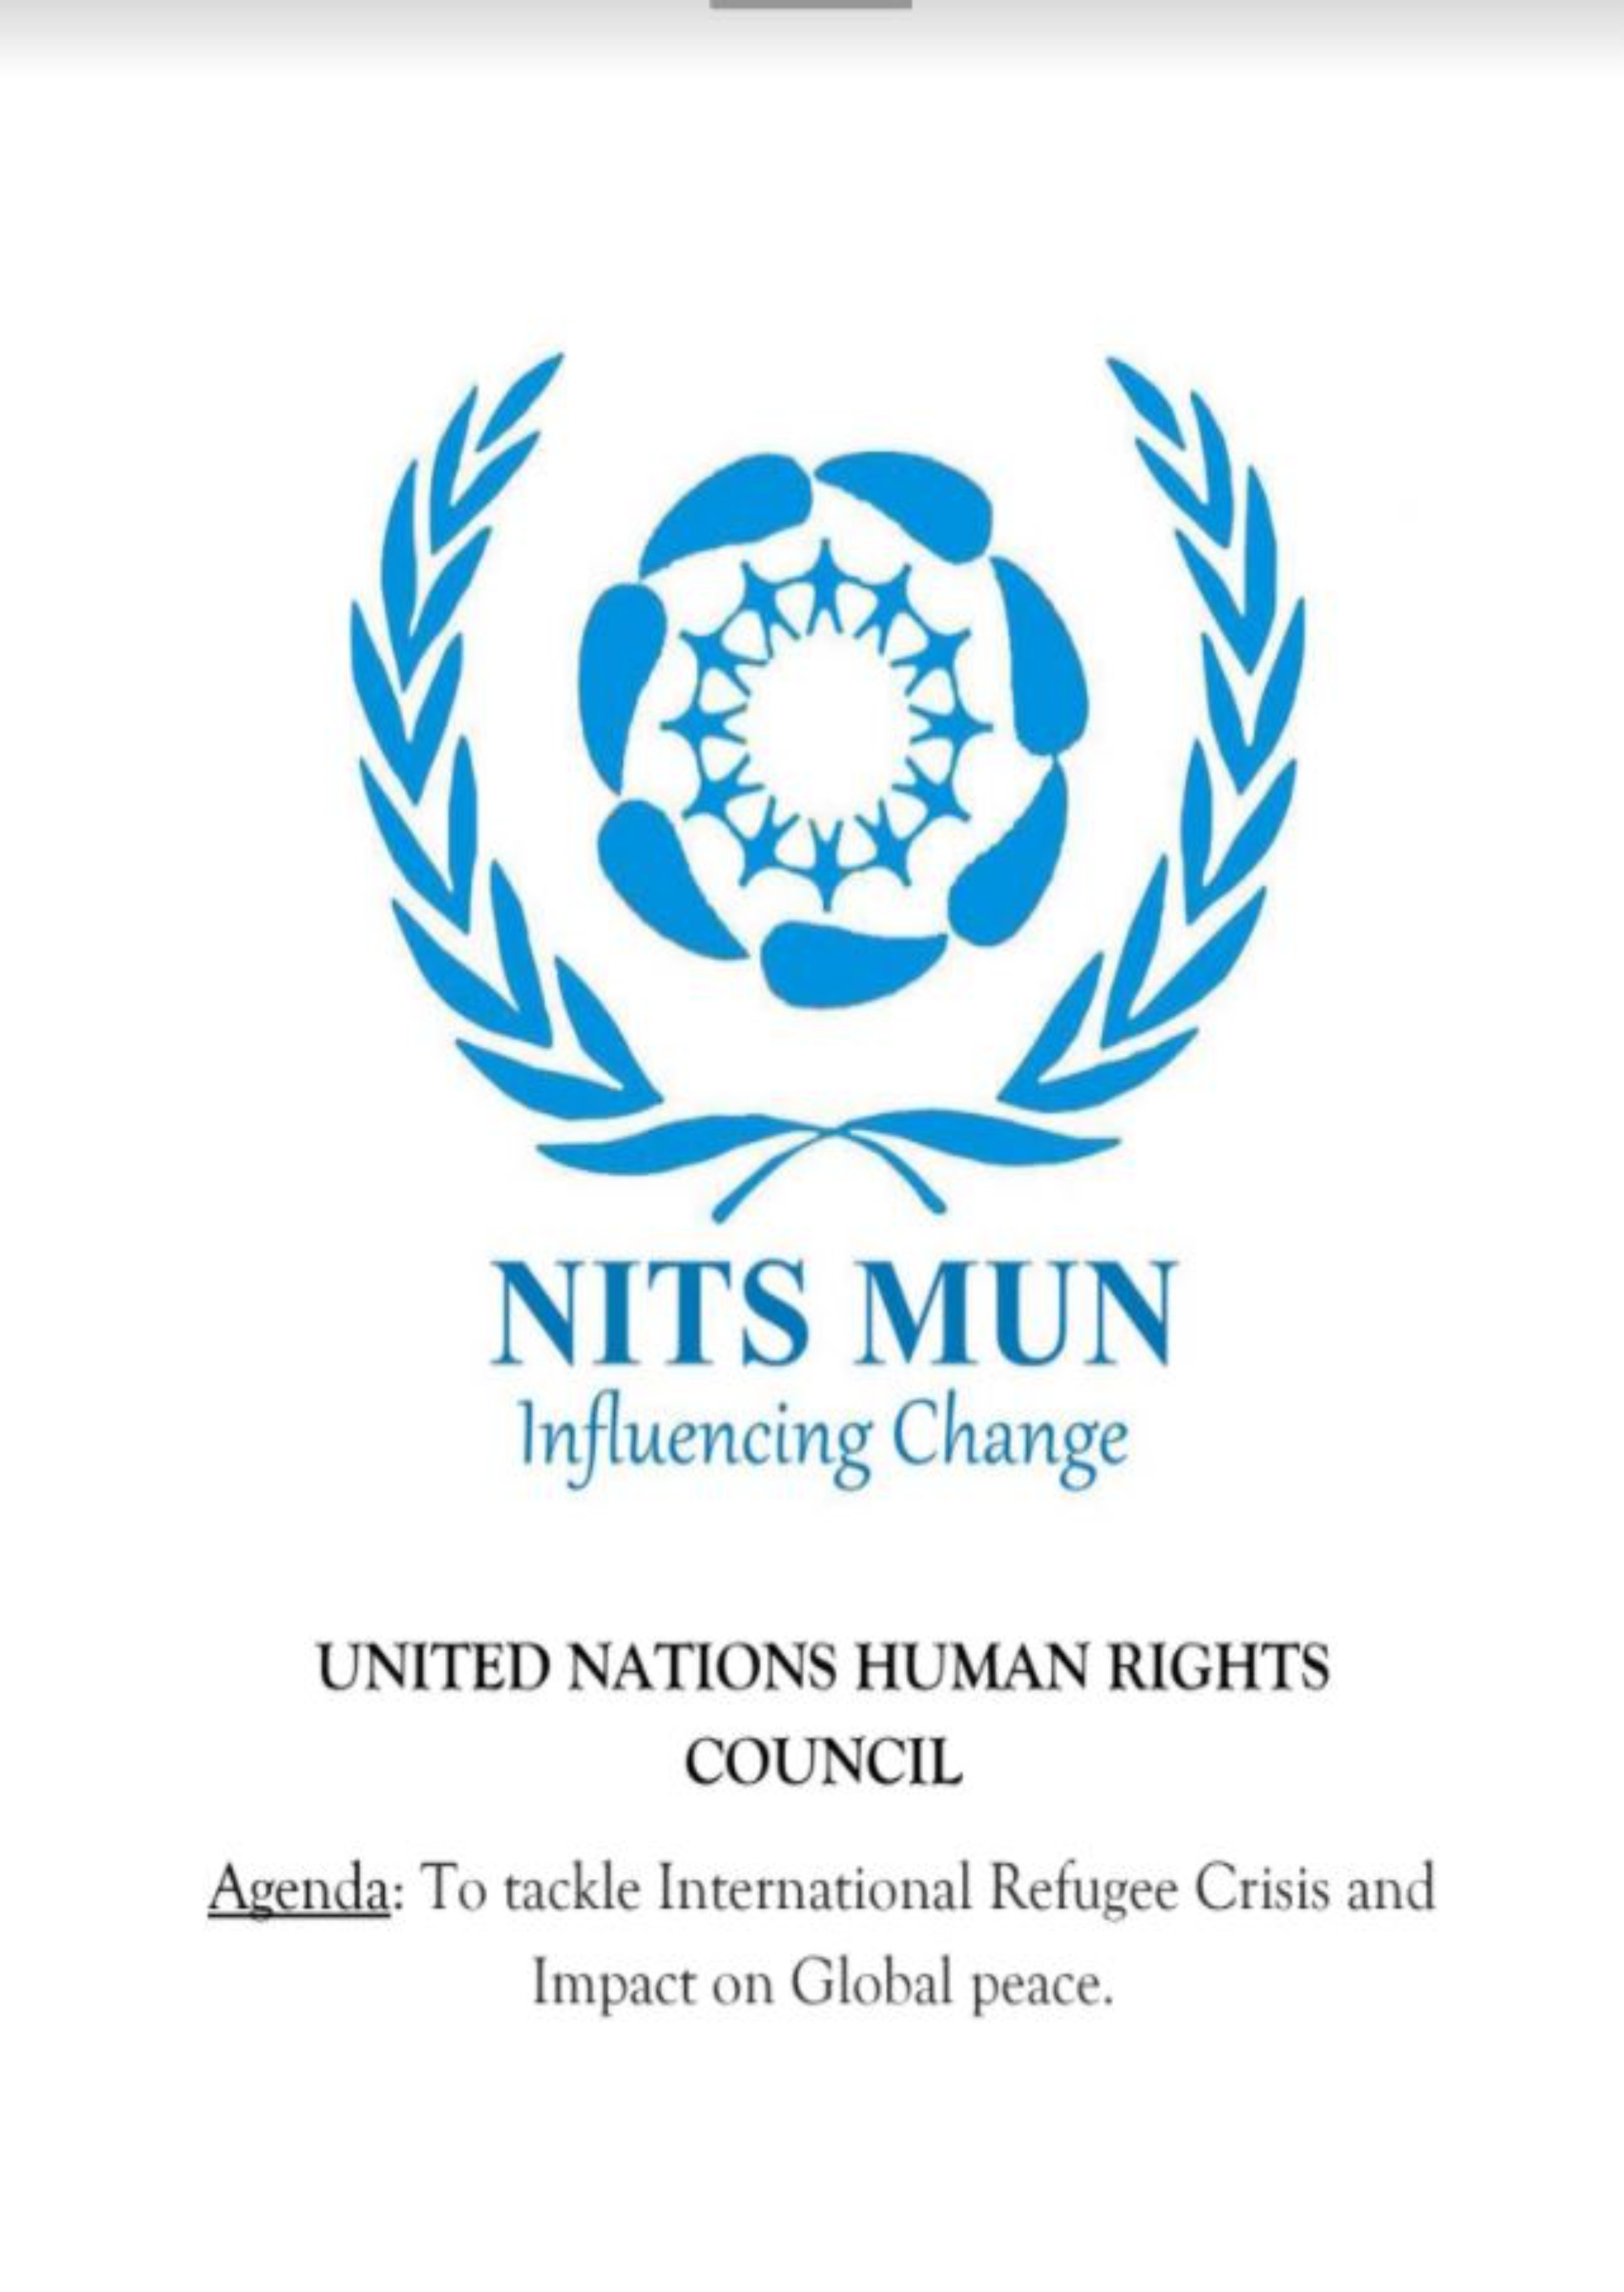 NITS MUN
Influencing Change
UNITED NATIONS HUMAN RIGHTS
COUNCIL
Agenda: To tackle International Refugee Crisis and
Impact on Global peace.